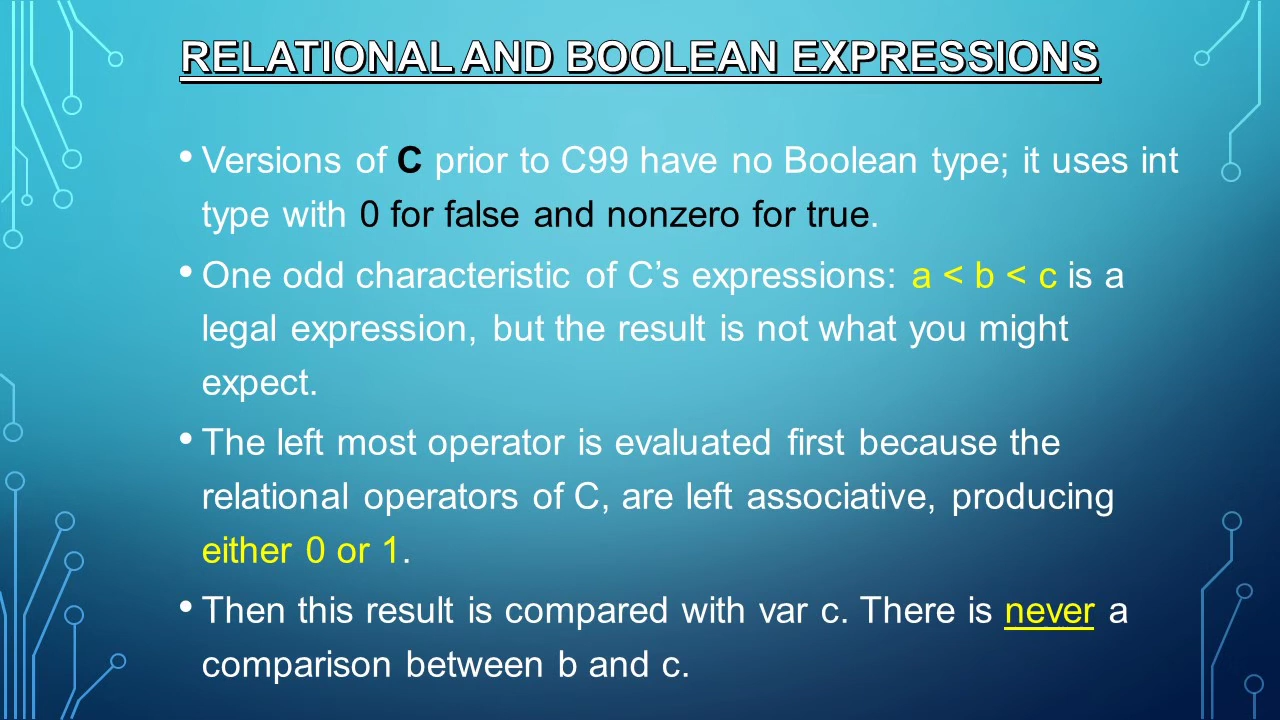 RELATIONAL AND BOOLEAN EXPRESSIONS
• Versions of C prior to C99 have no Boolean type; it uses int
type with 0 for false and nonzero for true.
• One odd characteristic of C’s expressions: a < b < c is a
legal expression, but the result is not what you might
expect.
• The left most operator is evaluated first because the
relational operators of C, are left associative, producing
either 0 or 1.
• Then this result is compared with var c. There is never a
comparison between b and c.